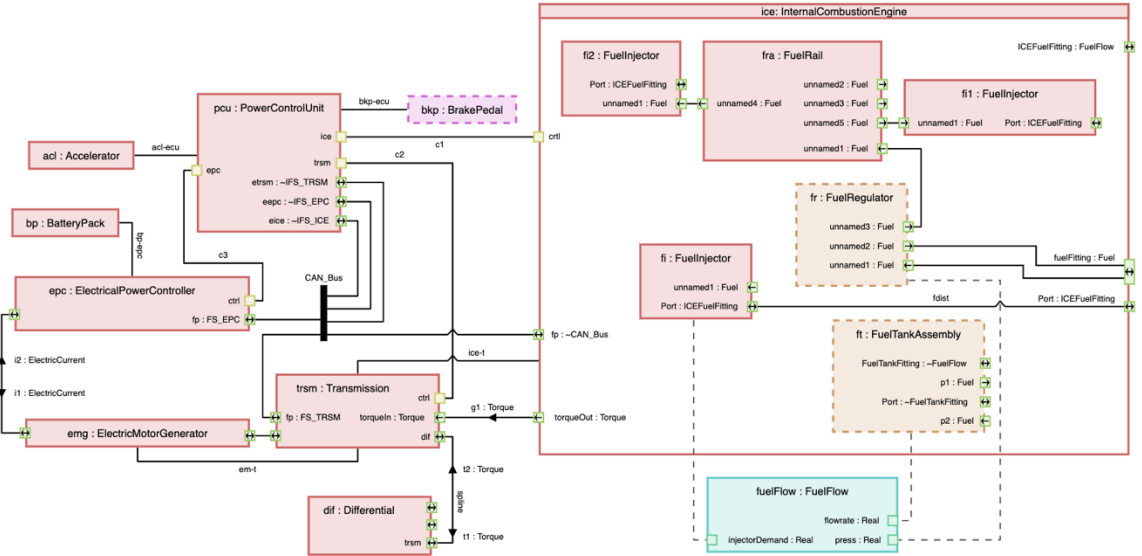 ice: InternalCombustionEngine
ICEFuelFitting : FuelFlow
fi2 : FuelInjector
Port : ICEFuelFitting
unnamed1 : Fuel
fra : FuelRail
unnamed2 : Fuel
unnamed4 : Fuel
unnamed3 : Fuel
unnamed5 : Fuel
unnamed1 : Fuel
fi1 : FuelInjector
unnamed1 : Fuel
Port : ICEFuelFitting
pcu : PowerControlUnit
bkp-ecu
bkp : BrakePedal
ice
c1
crtl
acl-ecu
acl : Accelerator
c2
trsm
epc
etrsm : ~IFS_TRSM
eepc : ~IFS_EPC
eice : ~IFS_ICE
fr : FuelRegulator
unnamed3 : Fuel
unnamed2 : Fuel
unnamed1 : Fuel
fuelFitting : Fuel
bp : BatteryPack
bp-epc
c3
CAN_Bus
fi : FuelInjector
unnamed1 : Fuel
Port : ICEFuelFitting
fdist
Port : ICEFuelFitting
epc : ElectricalPowerController
ctrl
fp : FS_EPC
fp : ~CAN_Bus
ft : FuelTankAssembly
FuelTankFitting : ~FuelFlow
p1 : Fuel
Port : ~FuelTankFitting
p2 : Fuel
i2 : ElectricCurrent
i1 : ElectricCurrent
ice-t
trsm : Transmission
ctrl
fp : FS_TRSM
torqueIn : Torque
dif
g1 : Torque
torqueOut : Torque
emg : ElectricMotorGenerator
em-t
t2 : Torque
spline
t1 : Torque
dif : Differential
trsm
fuelFlow : FuelFlow
flowrate : Real
injectorDemand : Real
press : Real